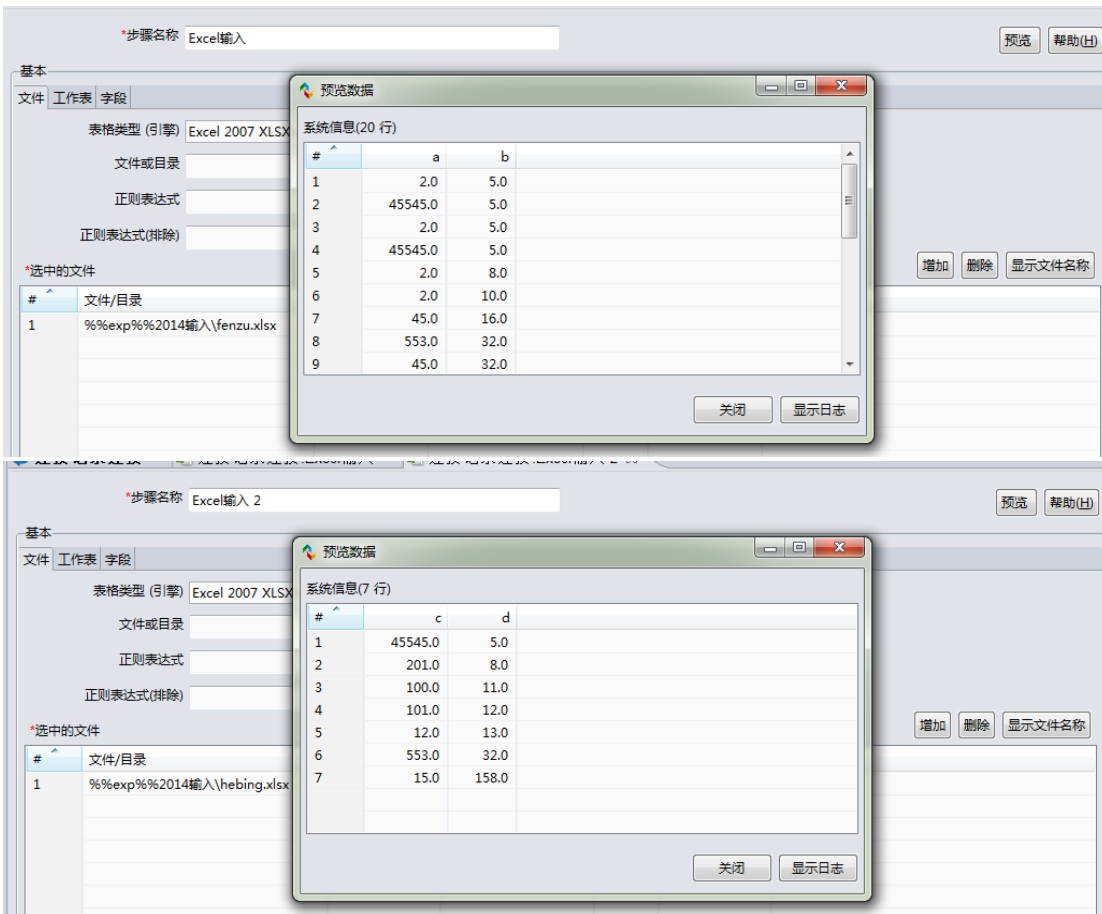 *步骤名称 Excel输入 预览 帮助(H)
基本
文件 工作表 字段
表格类型 (引擎) Excel 2007 XLSX
文件或目录
正则表达式
正则表达式(排除)
*选中的文件 增加 删除 显示文件名称
# 文件/目录
1 %%exp%%2014输入\fenzu.xlsx
预览数据
系统信息(20 行)
# a b
1 2.0 5.0
2 45545.0 5.0
3 2.0 5.0
4 45545.0 5.0
5 2.0 8.0
6 2.0 10.0
7 45.0 16.0
8 553.0 32.0
9 45.0 32.0
关闭 显示日志
*步骤名称 Excel输入 2 预览 帮助(H)
基本
文件 工作表 字段
表格类型 (引擎) Excel 2007 XLSX
文件或目录
正则表达式
正则表达式(排除)
*选中的文件 增加 删除 显示文件名称
# 文件/目录
1 %%exp%%2014输入\hebing.xlsx
预览数据
系统信息(7 行)
# c d
1 45545.0 5.0
2 201.0 8.0
3 100.0 11.0
4 101.0 12.0
5 12.0 13.0
6 553.0 32.0
7 15.0 158.0
关闭 显示日志